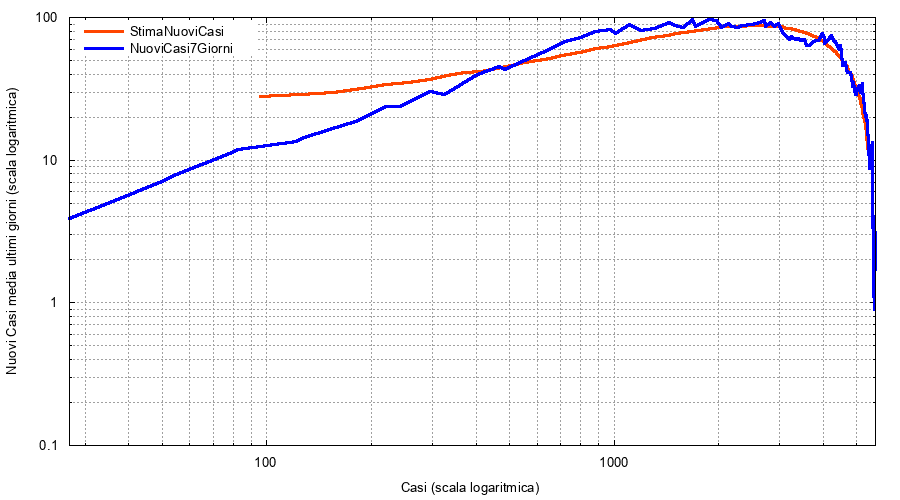 100
StimaNuoviCasi
NuoviCasi7Giorni
10
Nuovi Casi media ultimi giorni (scala logaritmica)
1
0.1
100
1000
Casi (scala logaritmica)